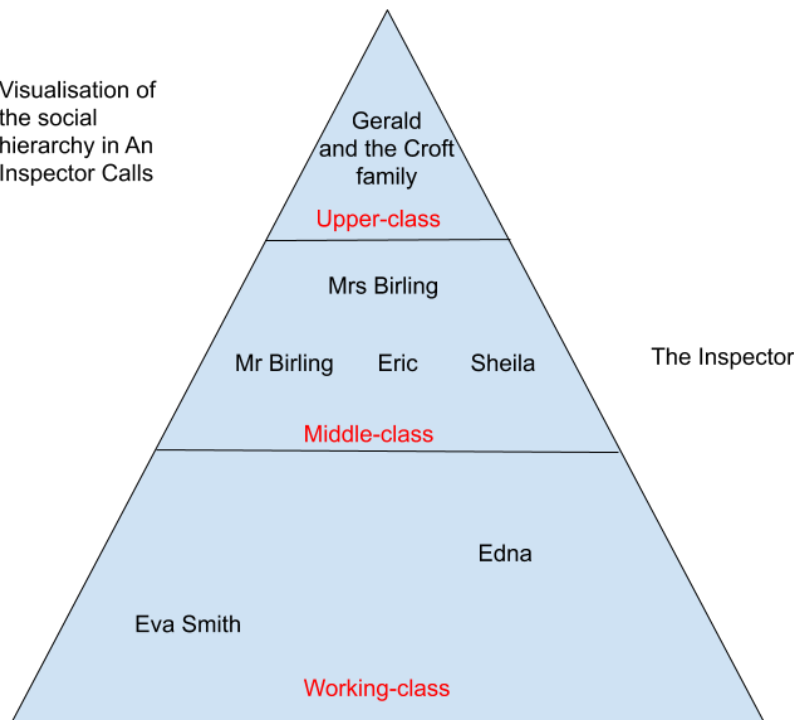 Visualisation of
the social
hierarchy in An
Inspector Calls
Gerald
and the Croft
family
Upper-class
Mrs Birling
Mr Birling Eric Sheila
The Inspector
Middle-class
Edna
Eva Smith
Working-class